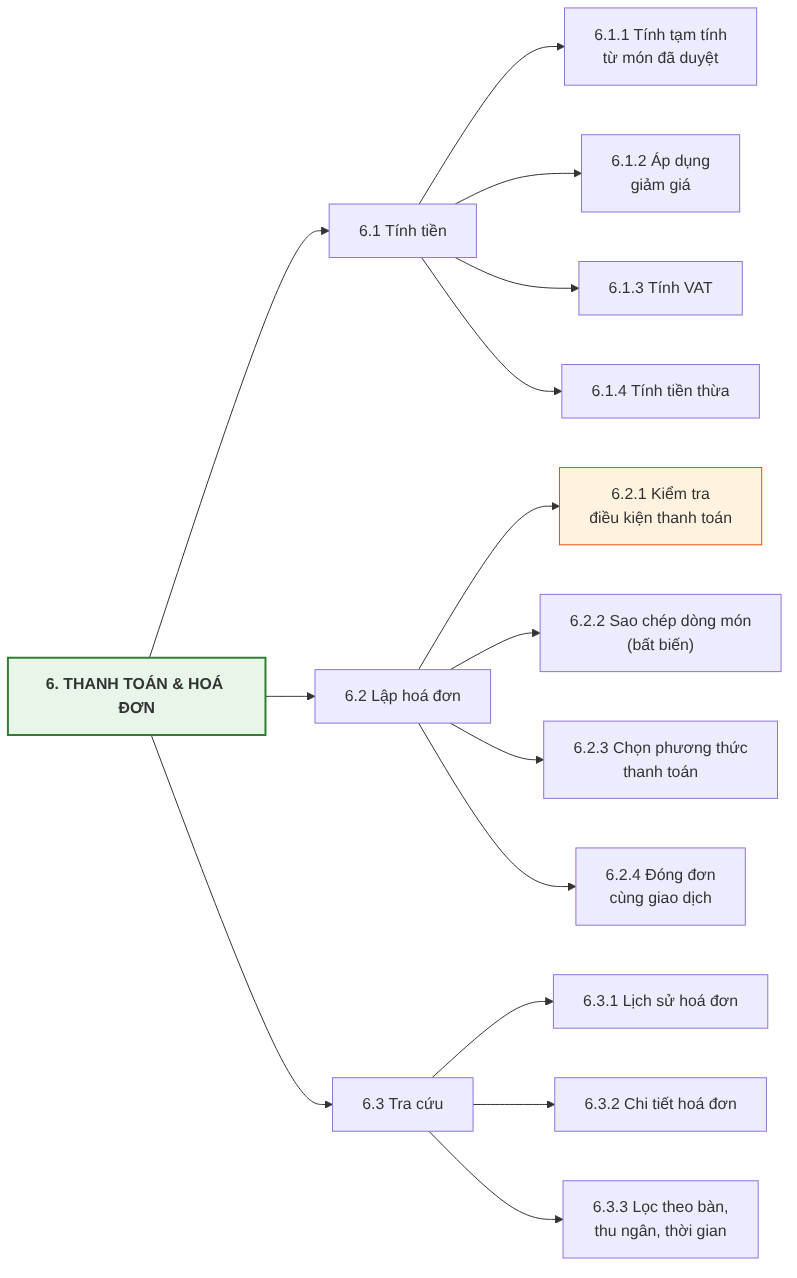 6. THANH TOÁN & HOÁ
ĐƠN
6.1 Tính tiền
6.1.1 Tính tạm tính
từ món đã duyệt
6.1.2 Áp dụng
giảm giá
6.1.3 Tính VAT
6.1.4 Tính tiền thừa
6.2 Lập hoá đơn
6.2.1 Kiểm tra
điều kiện thanh toán
6.2.2 Sao chép dòng món
(bất biến)
6.2.3 Chọn phương thức
thanh toán
6.2.4 Đóng đơn
cùng giao dịch
6.3 Tra cứu
6.3.1 Lịch sử hoá đơn
6.3.2 Chi tiết hoá đơn
6.3.3 Lọc theo bàn,
thu ngân, thời gian